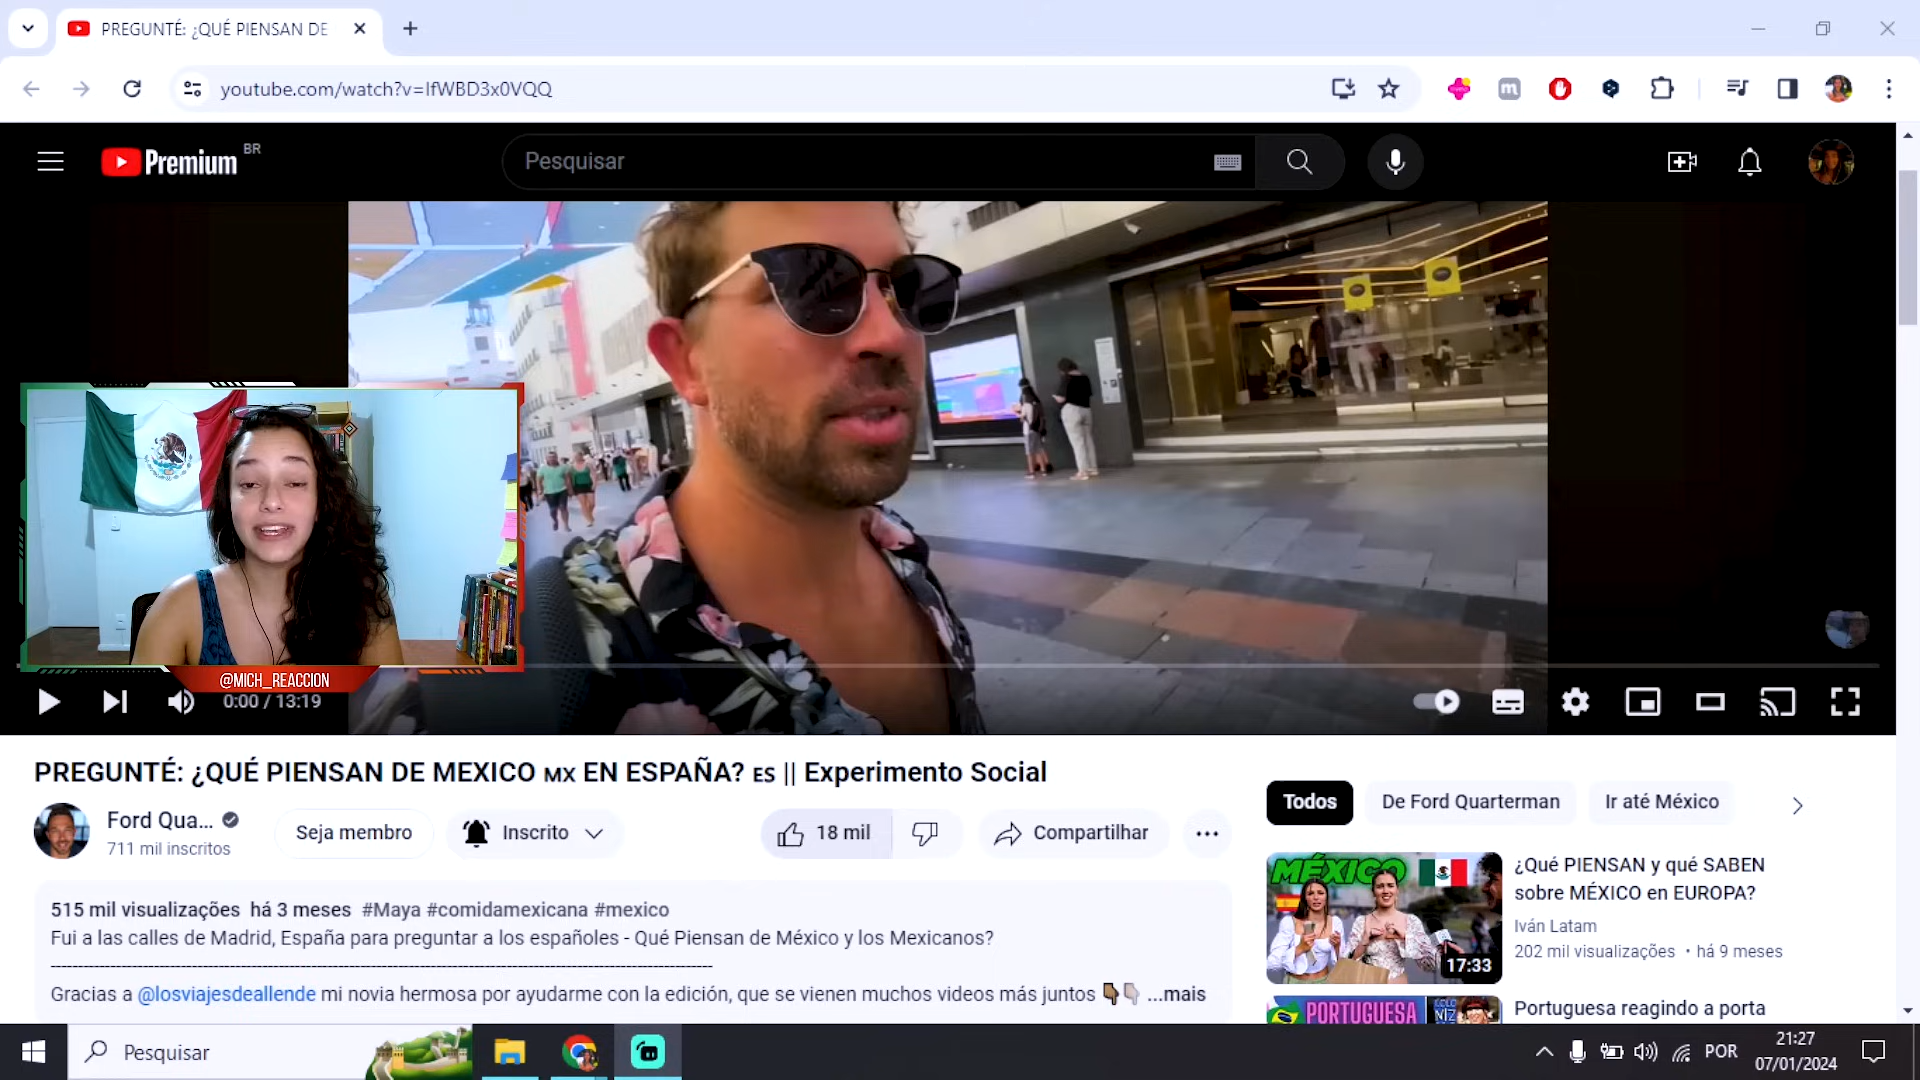 PREGUNTÉ: ¿QUÉ PIENSAN DE
youtube.com/watch?v=IfWBD3x0VQQ
Premium BR
Pesquisar
@MICH_REACCION
0:00 / 13:19
PREGUNTÉ: ¿QUÉ PIENSAN DE MEXICO MX EN ESPAÑA? ES || Experimento Social
Ford Qua...
711 mil inscritos
Seja membro
Inscrito
18 mil
Compartilhar
515 mil visualizações há 3 meses #Maya #comidamexicana #mexico
Fui a las calles de Madrid, España para preguntar a los españoles - Qué Piensan de México y los Mexicanos?
Gracias a @losviajesdeallende mi novia hermosa por ayudarme con la edición, que se vienen muchos videos más juntos 👇🏾👇🏻 ...mais
Todos
De Ford Quarterman
Ir até México
MÉXICO
17:33
¿Qué PIENSAN y qué SABEN
sobre MÉXICO en EUROPA?
Iván Latam
202 mil visualizações • há 9 meses
PORTUGUESA
Portuguesa reagindo a porta
Pesquisar
POR
21:27
07/01/2024